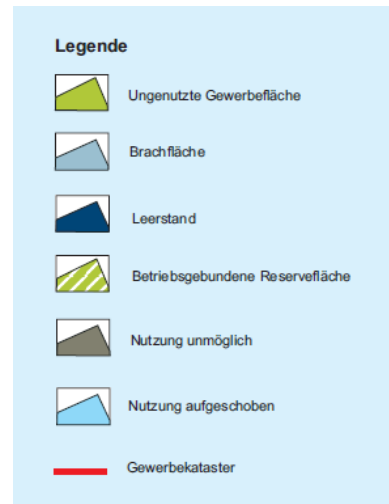 Legende
Ungenutzte Gewerbefläche
Brachfläche
Leerstand
Betriebsgebundene Reservefläche
Nutzung unmöglich
Nutzung aufgeschoben
Gewerbekataster